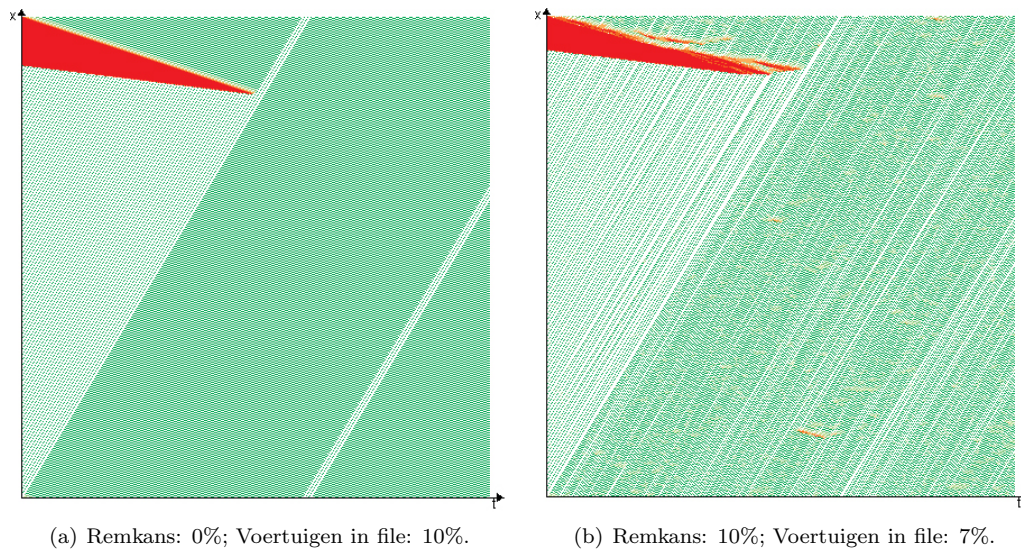 x
t
(a) Remkans: 0%; Voertuigen in file: 10%.
x
t
(b) Remkans: 10%; Voertuigen in file: 7%.